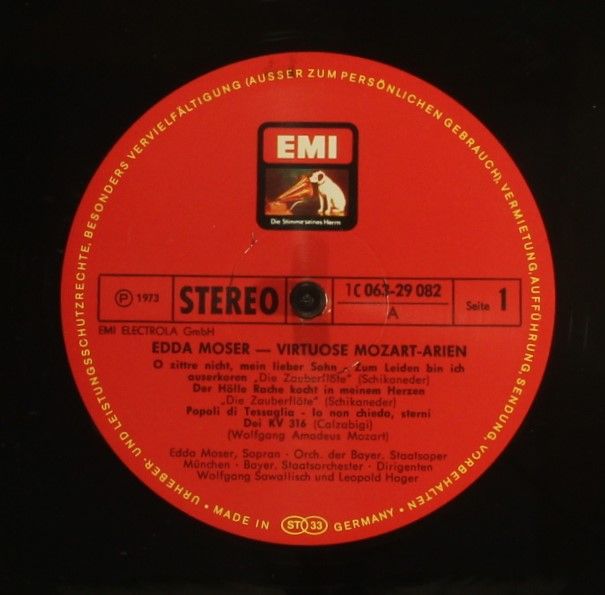 URHEBER- UND LEISTUNGSSCHUTZRECHTE, BESONDERS VERVIELFÄLTIGUNG (AUSSER ZUM PERSÖNLICHEN GEBRAUCH), VERMIETUNG, AUFFÜHRUNG, SENDUNG, VORBEHALTEN •
EMI
Die Stimme seines Herrn
Ⓟ 1973
STEREO
1C 063-29 082
A
Seite 1
EMI ELECTROLA GmbH
EDDA MOSER — VIRTUOSE MOZART-ARIEN
O zittre nicht, mein lieber Sohn - Zum Leiden bin ich
auserkoren „Die Zauberflöte" (Schikaneder)
Der Hölle Rache kocht in meinem Herzen
„Die Zauberflöte" (Schikaneder)
Popoli di Tessaglia - Io non chiedo, eterni
Dei KV 316 (Calzabigi)
(Wolfgang Amadeus Mozart)
Edda Moser, Sopran · Orch. der Bayer. Staatsoper
München · Bayer. Staatsorchester · Dirigenten
Wolfgang Sawallisch und Leopold Hager
• MADE IN ST 33 GERMANY •